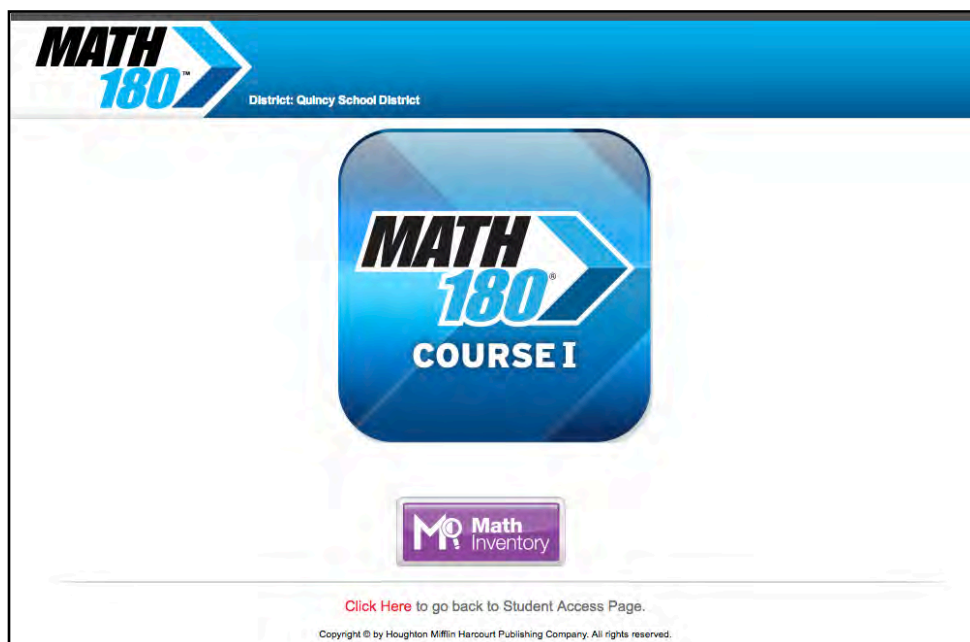 MATH
180™
District: Quincy School District
MATH
180®
COURSE I
Math
Inventory
Click Here to go back to Student Access Page.
Copyright © by Houghton Mifflin Harcourt Publishing Company. All rights reserved.